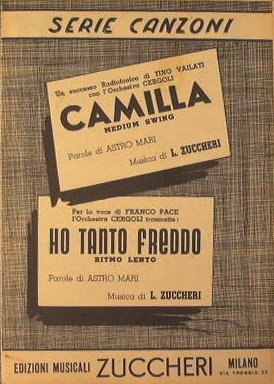 SERIE CANZONI
Un successo Radiofonico di TINO VAILATI
con l'Orchestra CERGOLI
CAMILLA
MEDIUM SWING
Parole di ASTRO MARI
Musica di L. ZUCCHERI
Per la voce di FRANCO PACE
l'Orchestra CERGOLI trasmette:
HO TANTO FREDDO
RITMO LENTO
Parole di ASTRO MARI
Musica di L. ZUCCHERI
EDIZIONI MUSICALI ZUCCHERI MILANO
VIA